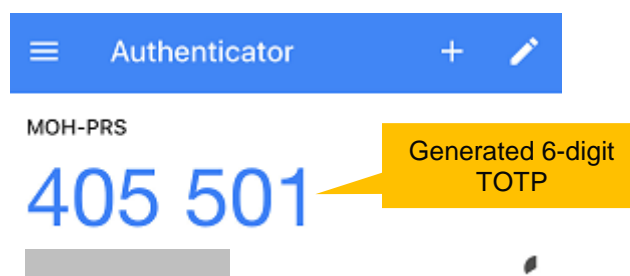 Authenticator
MOH-PRS
405 501
Generated 6-digit
TOTP